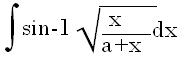 ∫sin-1 √(x/(a+x)) dx